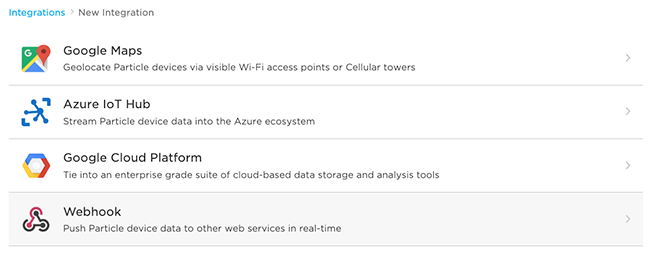 Integrations > New Integration
Google Maps
Geolocate Particle devices via visible Wi-Fi access points or Cellular towers
Azure IoT Hub
Stream Particle device data into the Azure ecosystem
Google Cloud Platform
Tie into an enterprise grade suite of cloud-based data storage and analysis tools
Webhook
Push Particle device data to other web services in real-time